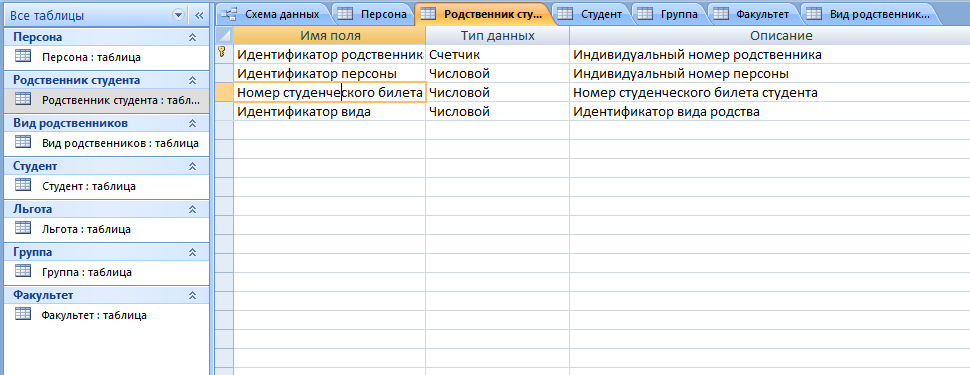 Все таблицы
Персона
Персона : таблица
Родственник студента
Родственник студента : табл...
Вид родственников
Вид родственников : таблица
Студент
Студент : таблица
Льгота
Льгота : таблица
Группа
Группа : таблица
Факультет
Факультет : таблица
Схема данных Персона Родственник сту... Студент Группа Факультет Вид родственник...
Имя поля Тип данных Описание
Идентификатор родственник Счетчик Индивидуальный номер родственника
Идентификатор персоны Числовой Индивидуальный номер персоны
Номер студенческого билета Числовой Номер студенческого билета студента
Идентификатор вида Числовой Идентификатор вида родства